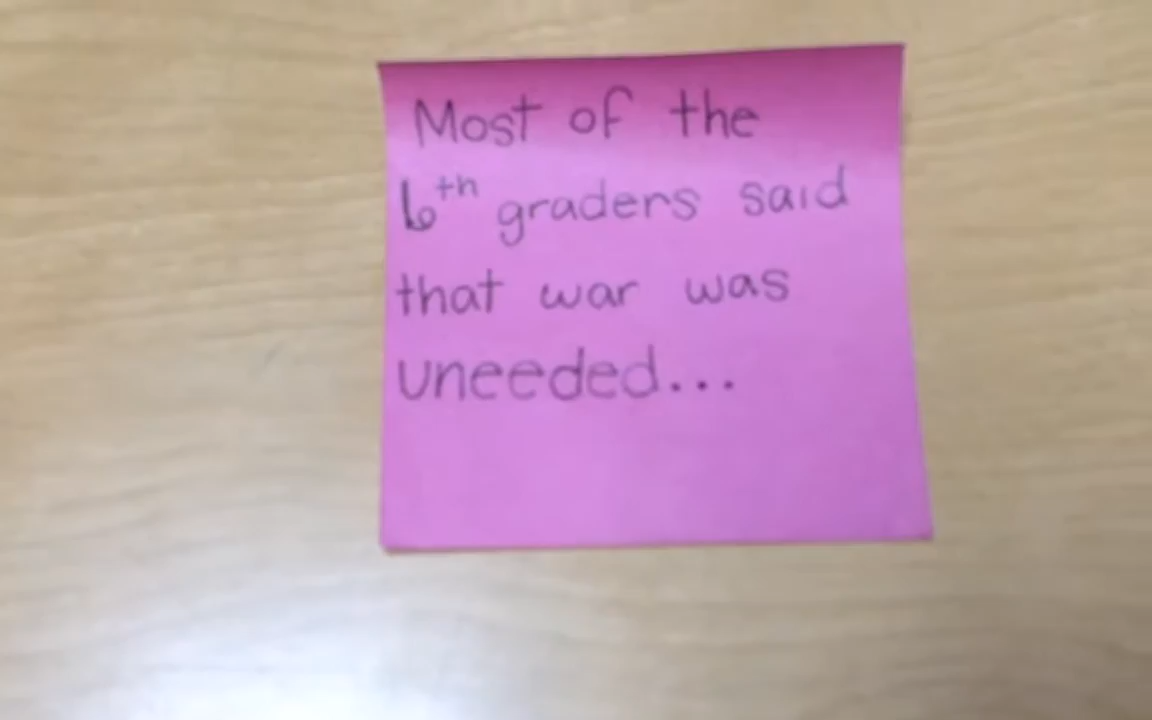 Most of the
6th graders said
that war was
uneeded...